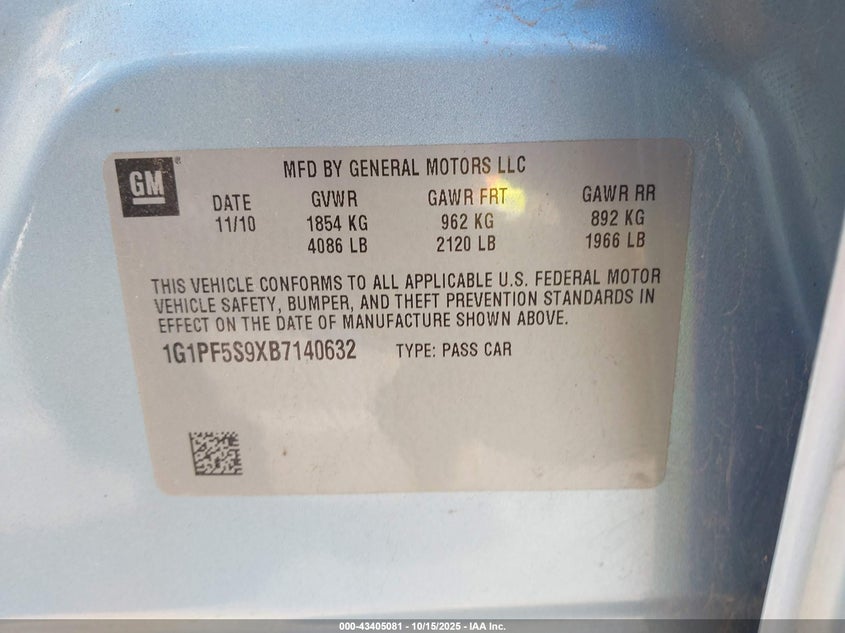 GM ®
MFD BY GENERAL MOTORS LLC
DATE GVWR GAWR FRT GAWR RR
11/10 1854 KG 962 KG 892 KG
4086 LB 2120 LB 1966 LB
THIS VEHICLE CONFORMS TO ALL APPLICABLE U.S. FEDERAL MOTOR
VEHICLE SAFETY, BUMPER, AND THEFT PREVENTION STANDARDS IN
EFFECT ON THE DATE OF MANUFACTURE SHOWN ABOVE.
1G1PF5S9XB7140632 TYPE: PASS CAR
000-43405081 - 10/15/2025 - IAA Inc.